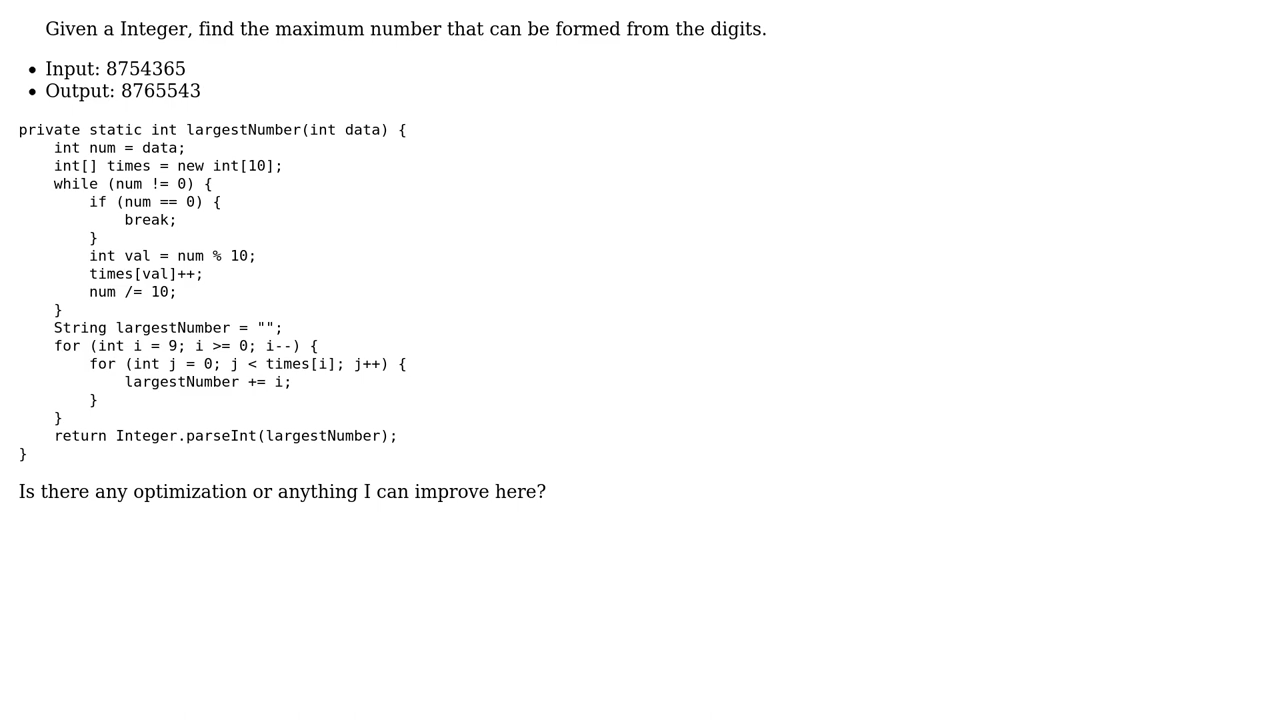 Given a Integer, find the maximum number that can be formed from the digits.
• Input: 8754365
• Output: 8765543
private static int largestNumber(int data) {
    int num = data;
    int[] times = new int[10];
    while (num != 0) {
        if (num == 0) {
            break;
        }
        int val = num % 10;
        times[val]++;
        num /= 10;
    }
    String largestNumber = "";
    for (int i = 9; i >= 0; i--) {
        for (int j = 0; j < times[i]; j++) {
            largestNumber += i;
        }
    }
    return Integer.parseInt(largestNumber);
}
Is there any optimization or anything I can improve here?